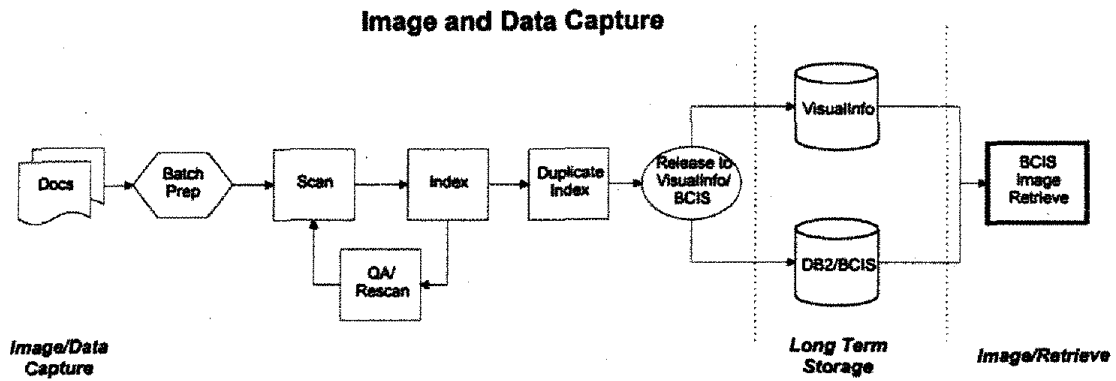 Image and Data Capture
VisualInfo
Docs
Batch
Prep
Scan
Index
Duplicate
Index
Release to
VisualInfo/
BCIS
BCIS
Image
Retrieve
QA/
Rescan
DB2/BCIS
Image/Data
Capture
Long Term
Storage
Image/Retrieve